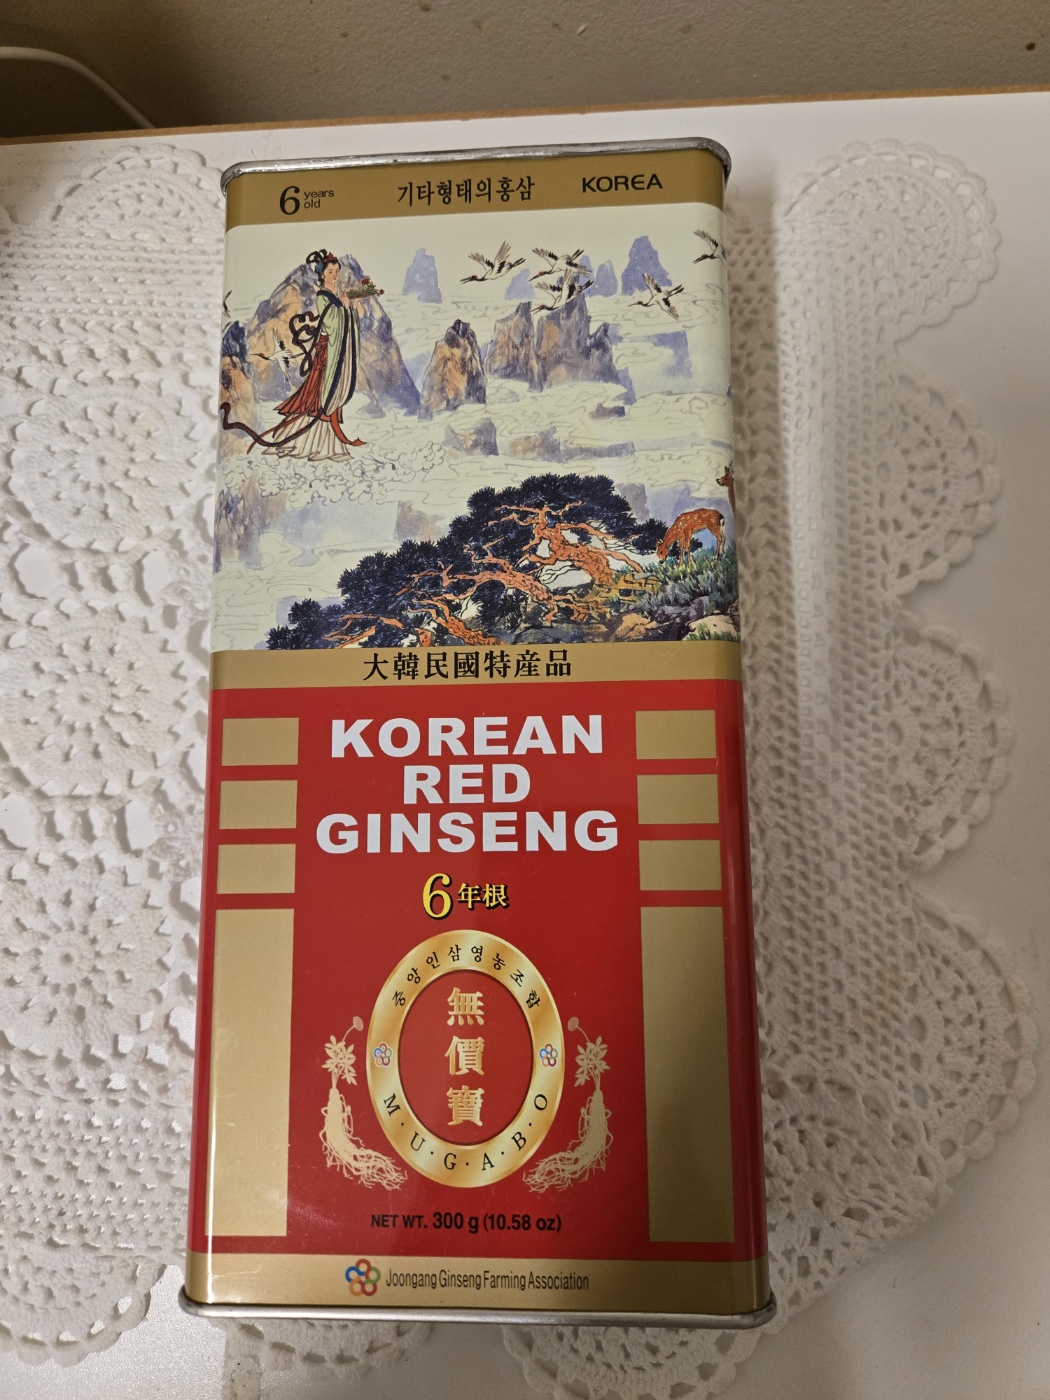 6 years old 기타형태의홍삼 KOREA
大韓民國特産品
KOREAN
RED
GINSENG
6年根
중앙인삼영농조합
無
價
寶
M·U·G·A·B·O
NET WT. 300 g (10.58 oz)
Joongang Ginseng Farming Association